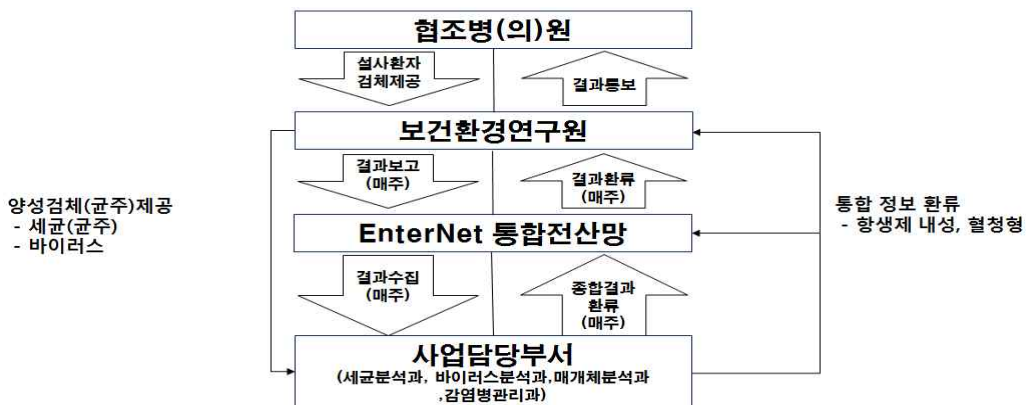 협조병(의)원
설사환자
검체제공
결과통보
보건환경연구원
결과보고
(매주)
결과환류
(매주)
양성검체(균주)제공
- 세균(균주)
- 바이러스
통합 정보 환류
- 항생제 내성, 혈청형
EnterNet 통합전산망
결과수집
(매주)
종합결과
환류
(매주)
사업담당부서
(세균분석과, 바이러스분석과,매개체분석과
,감염병관리과)